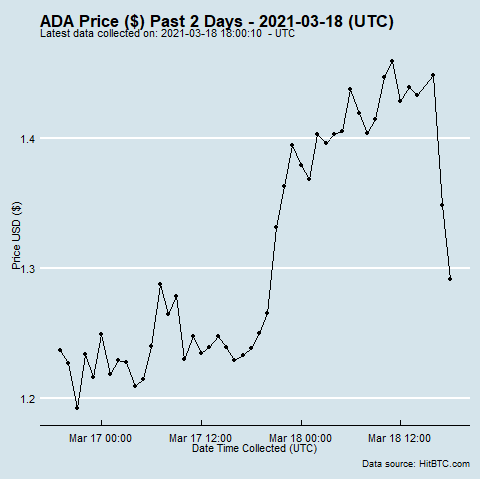 ADA Price ($) Past 2 Days - 2021-03-18 (UTC)
Latest data collected on: 2021-03-18 18:00:10  - UTC
Price USD ($)
1.4
1.3
1.2
Mar 17 00:00
Mar 17 12:00
Mar 18 00:00
Mar 18 12:00
Date Time Collected (UTC)
Data source: HitBTC.com